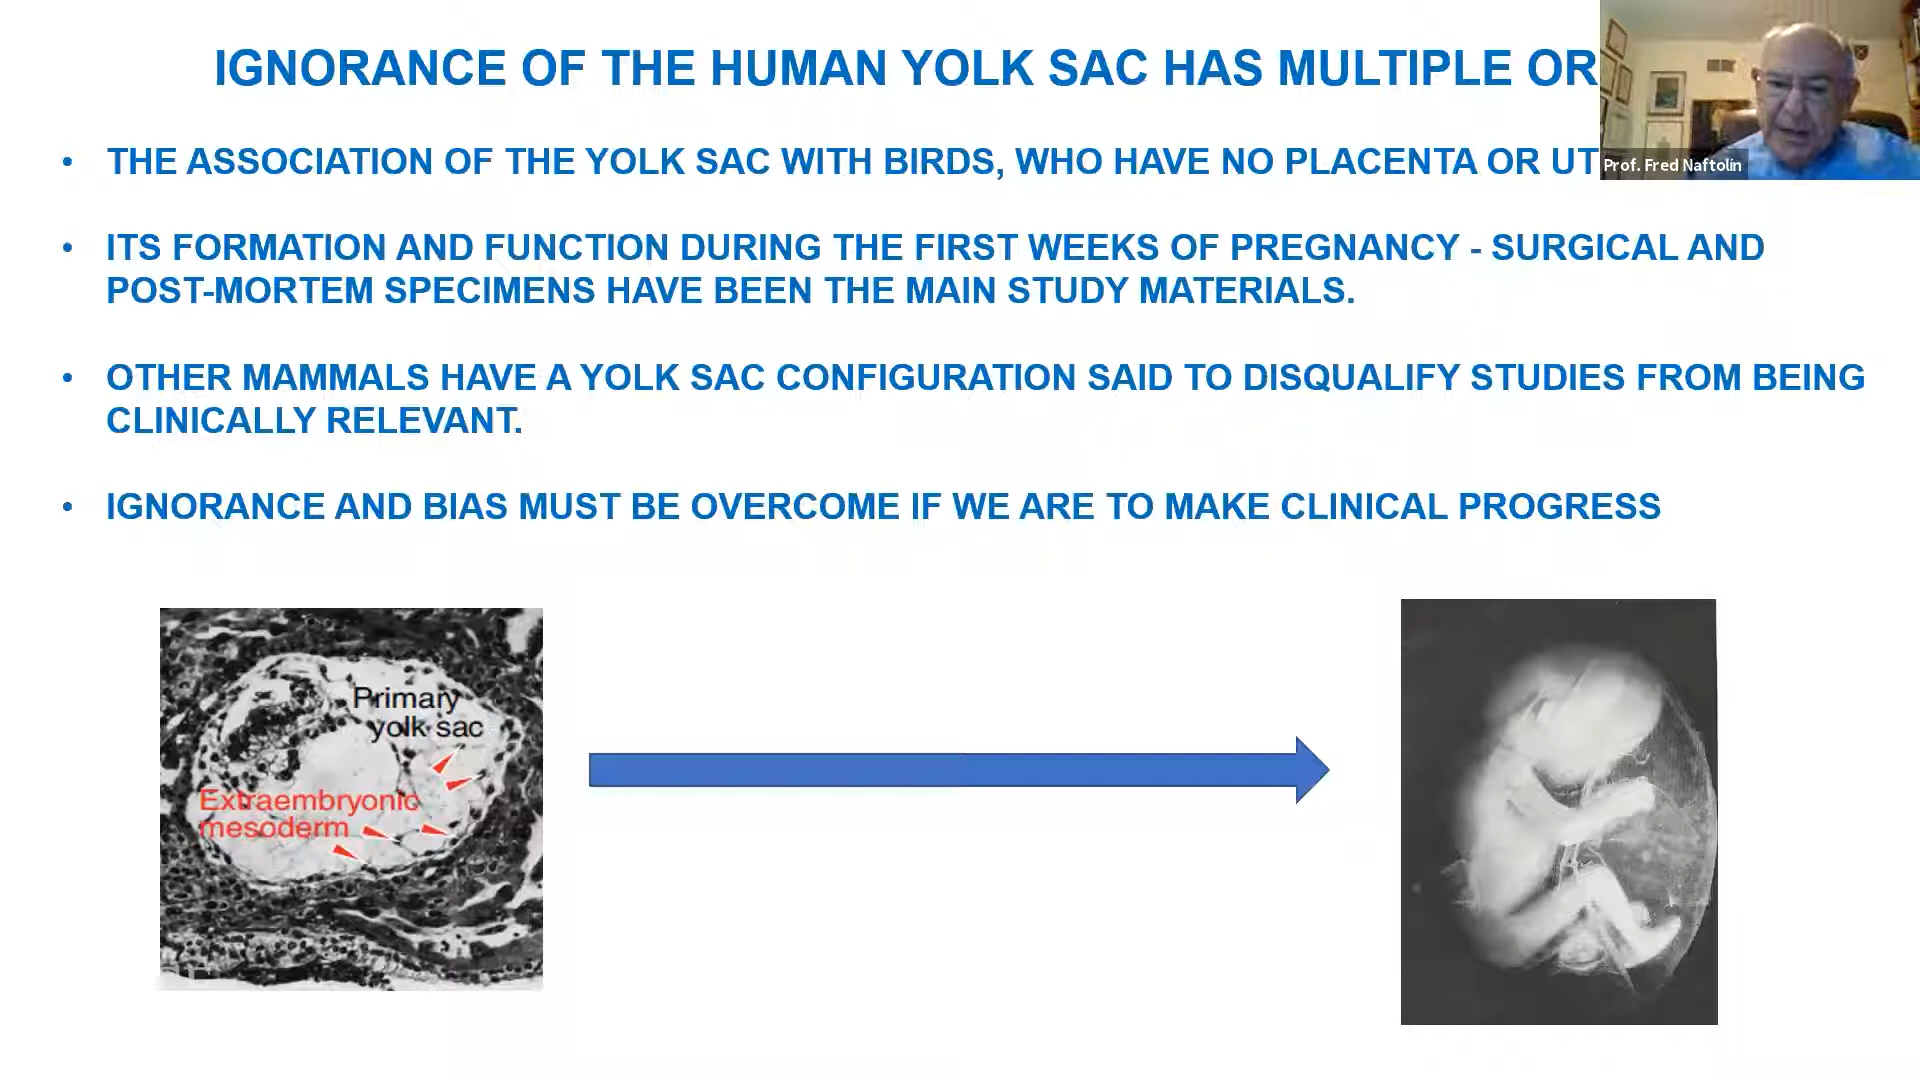 IGNORANCE OF THE HUMAN YOLK SAC HAS MULTIPLE OR
Prof. Fred Naftolin
• THE ASSOCIATION OF THE YOLK SAC WITH BIRDS, WHO HAVE NO PLACENTA OR UT
• ITS FORMATION AND FUNCTION DURING THE FIRST WEEKS OF PREGNANCY - SURGICAL AND
POST-MORTEM SPECIMENS HAVE BEEN THE MAIN STUDY MATERIALS.
• OTHER MAMMALS HAVE A YOLK SAC CONFIGURATION SAID TO DISQUALIFY STUDIES FROM BEING
CLINICALLY RELEVANT.
• IGNORANCE AND BIAS MUST BE OVERCOME IF WE ARE TO MAKE CLINICAL PROGRESS
Primary
yolk sac
Extraembryonic
mesoderm